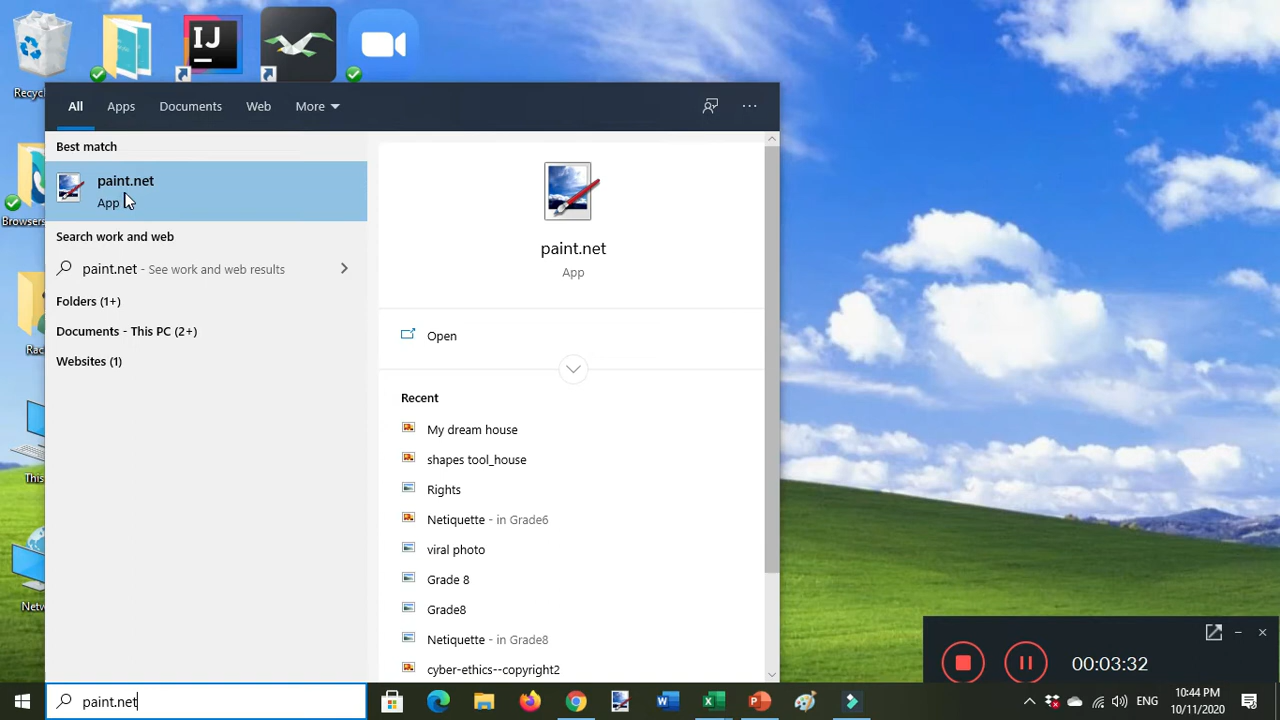 IJ
Recyc
Browsers
Rac
This
Netw
All Apps Documents Web More
Best match
paint.net
App
Search work and web
paint.net - See work and web results
Folders (1+)
Documents - This PC (2+)
Websites (1)
paint.net
App
Open
Recent
My dream house
shapes tool_house
Rights
Netiquette - in Grade6
viral photo
Grade 8
Grade8
Netiquette - in Grade8
cyber-ethics--copyright2
00:03:32
paint.net
ENG
10:44 PM
10/11/2020